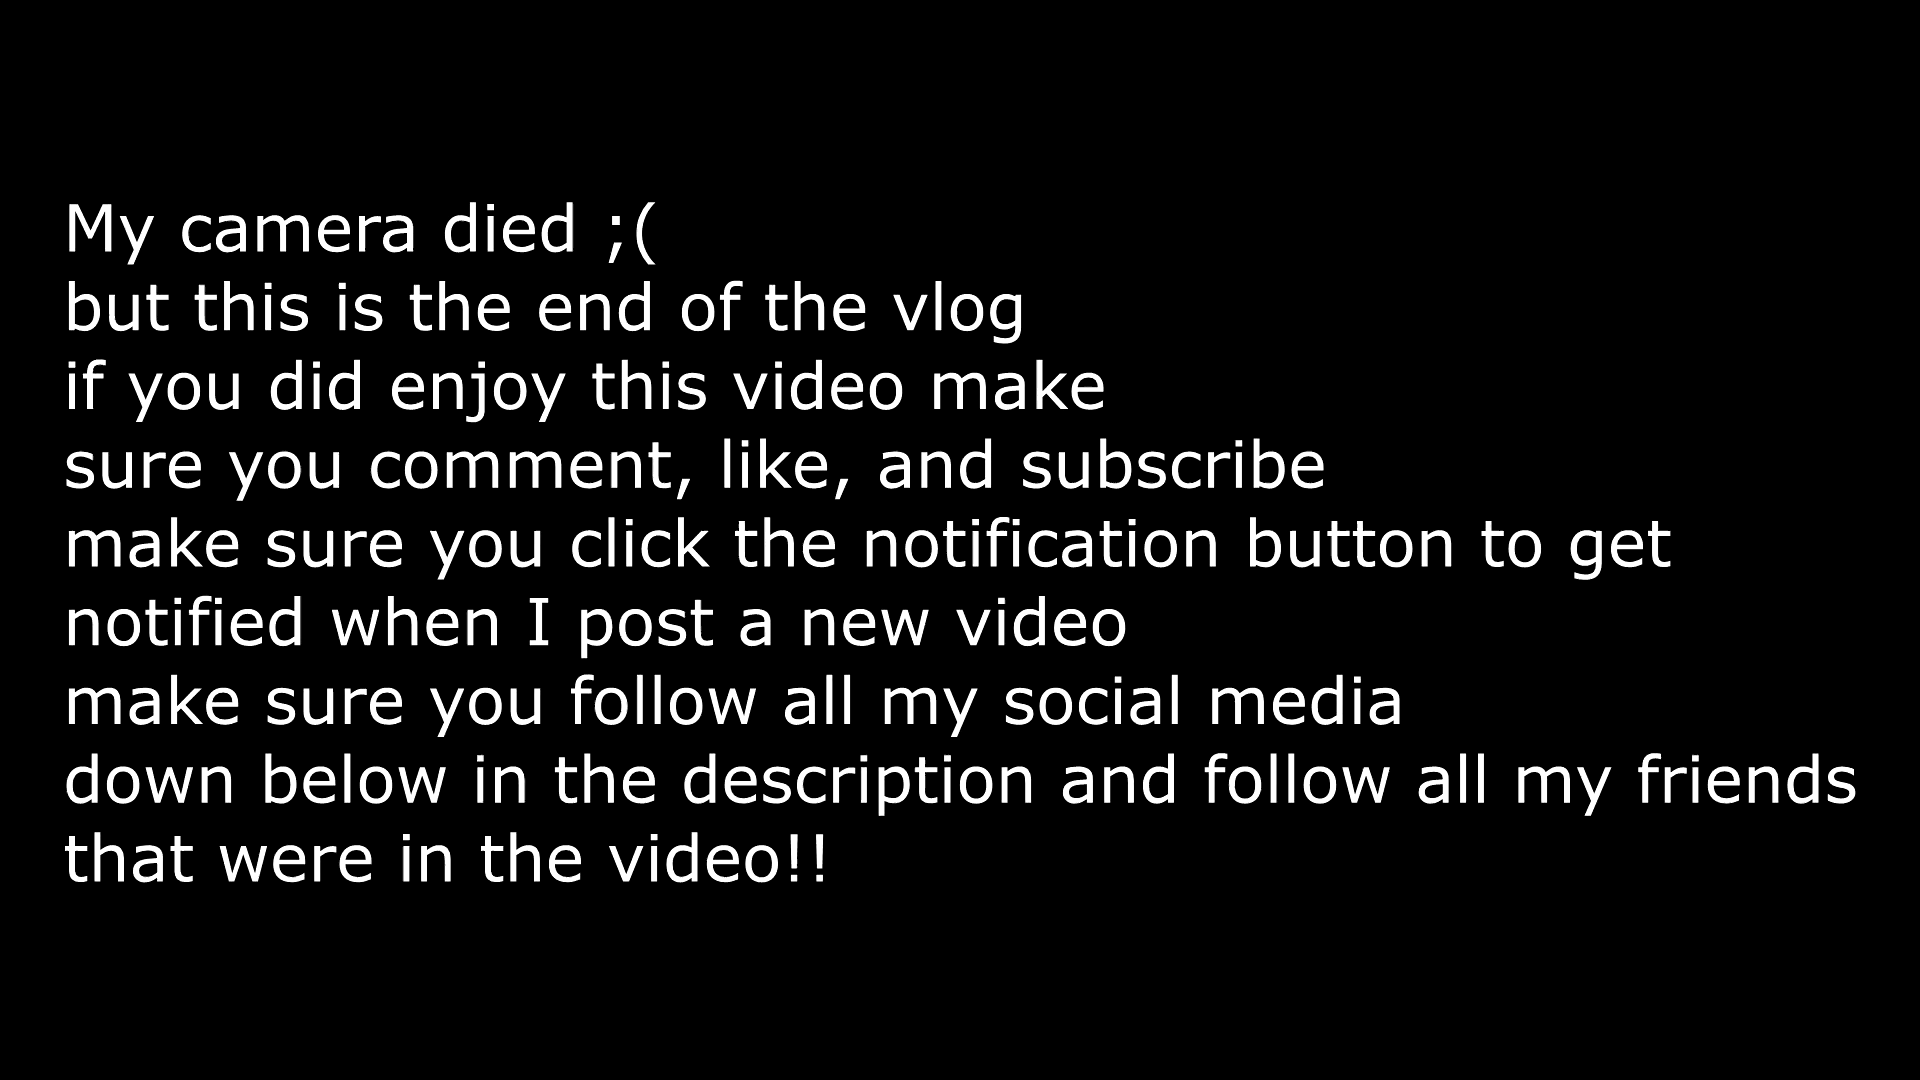 My camera died ;(
but this is the end of the vlog
if you did enjoy this video make
sure you comment, like, and subscribe
make sure you click the notification button to get
notified when I post a new video
make sure you follow all my social media
down below in the description and follow all my friends
that were in the video!!